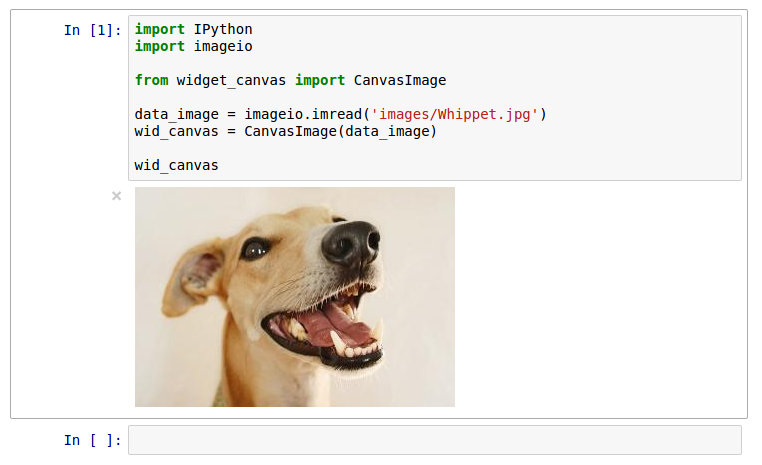 In [1]:
import IPython
import imageio
from widget_canvas import CanvasImage
data_image = imageio.imread('images/Whippet.jpg')
wid_canvas = CanvasImage(data_image)
wid_canvas
×
In [ ]: